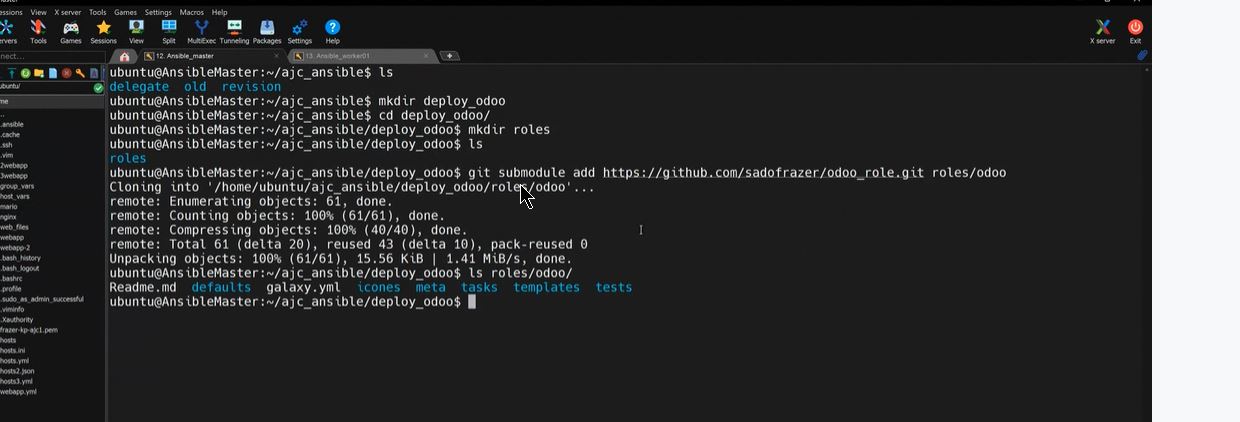 essions View X server Tools Games Settings Macros Help
ervers Tools Games Sessions View Split MultiExec Tunneling Packages Settings Help X server Exit
nect...
12. Ansible_master
13. Ansible_worker01
ubuntu/
me
..
.ansible
.cache
.ssh
.vim
2webapp
3webapp
group_vars
host_vars
mario
nginx
web_files
webapp
webapp-2
.bash_history
.bash_logout
.bashrc
.profile
.sudo_as_admin_successful
.viminfo
.Xauthority
frazer-kp-ajc1.pem
hosts
hosts.ini
hosts.yml
hosts2.json
hosts3.yml
webapp.yml
ubuntu@AnsibleMaster:~/ajc_ansible$ ls
delegate old revision
ubuntu@AnsibleMaster:~/ajc_ansible$ mkdir deploy_odoo
ubuntu@AnsibleMaster:~/ajc_ansible$ cd deploy_odoo/
ubuntu@AnsibleMaster:~/ajc_ansible/deploy_odoo$ mkdir roles
ubuntu@AnsibleMaster:~/ajc_ansible/deploy_odoo$ ls
roles
ubuntu@AnsibleMaster:~/ajc_ansible/deploy_odoo$ git submodule add https://github.com/sadofrazer/odoo_role.git roles/odoo
Cloning into '/home/ubuntu/ajc_ansible/deploy_odoo/roles/odoo'...
remote: Enumerating objects: 61, done.
remote: Counting objects: 100% (61/61), done.
remote: Compressing objects: 100% (40/40), done.
remote: Total 61 (delta 20), reused 43 (delta 10), pack-reused 0
Unpacking objects: 100% (61/61), 15.56 KiB | 1.41 MiB/s, done.
ubuntu@AnsibleMaster:~/ajc_ansible/deploy_odoo$ ls roles/odoo/
Readme.md defaults galaxy.yml icones meta tasks templates tests
ubuntu@AnsibleMaster:~/ajc_ansible/deploy_odoo$